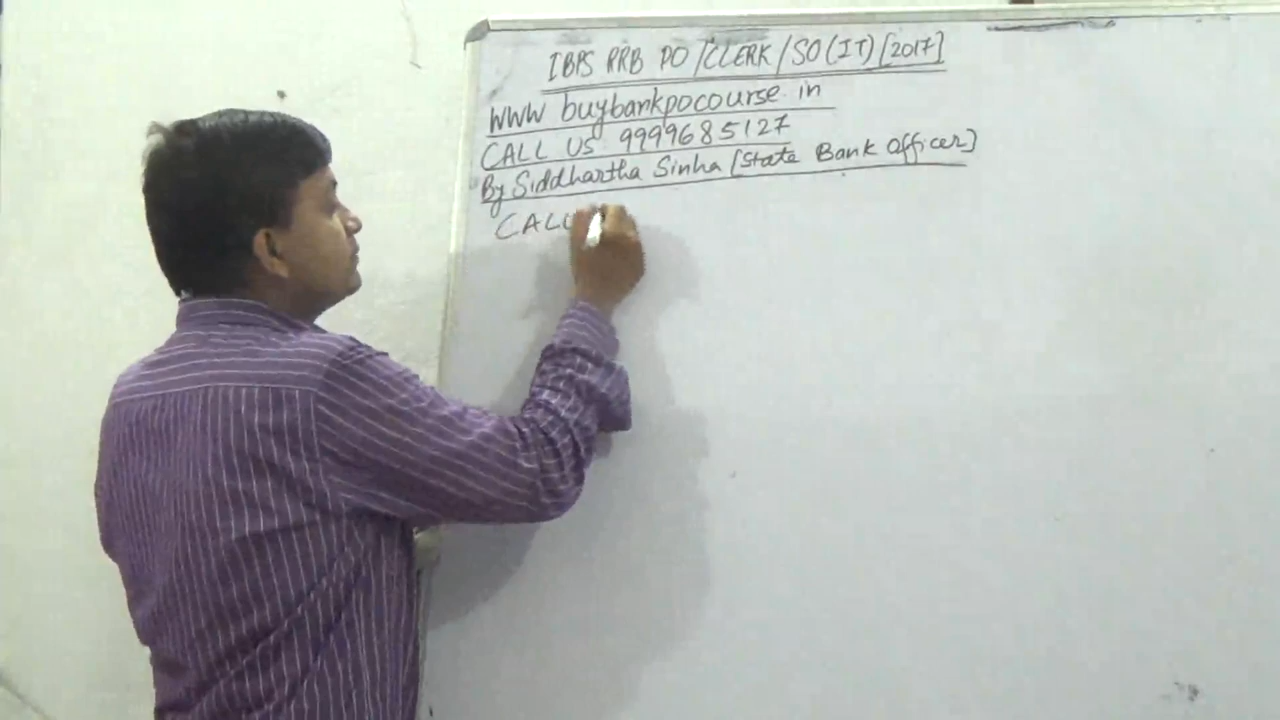 IBPS RRB PO/CLERK/SO(IT)[2017]
WWW buybankpocourse.in
CALL US 9999685127
By Siddhartha Sinha [State Bank Officer]
CALL